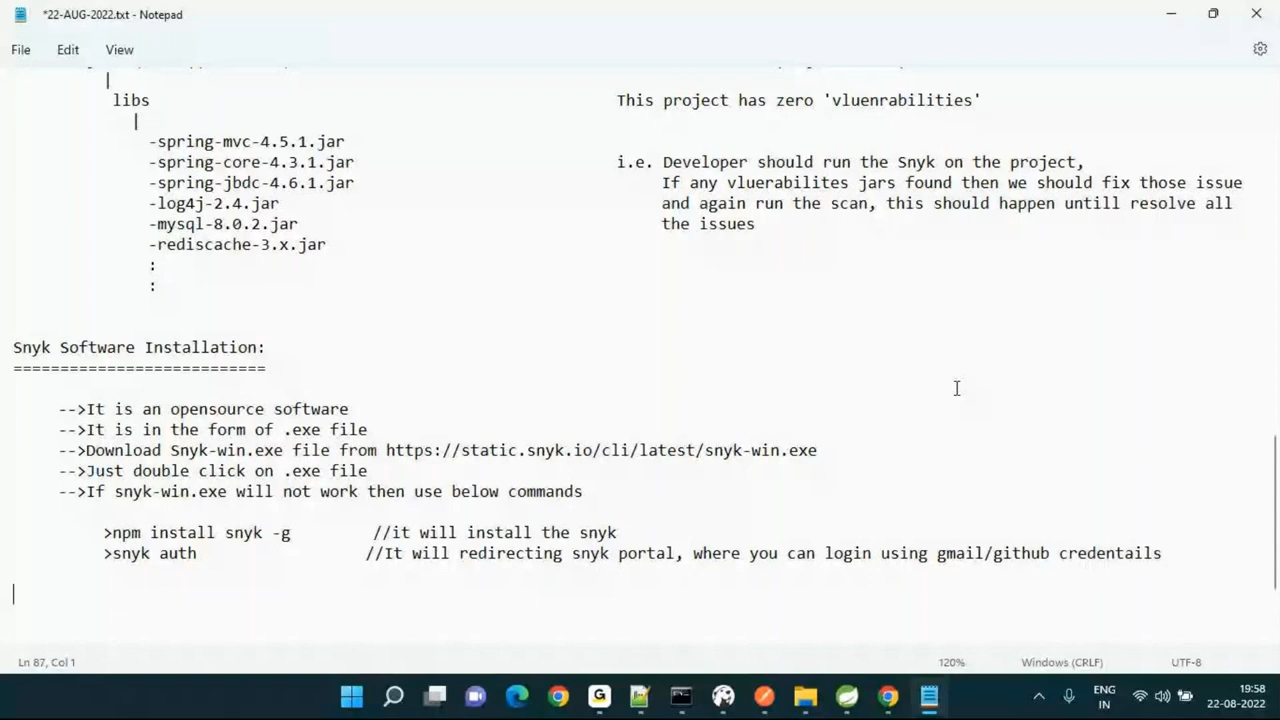 *22-AUG-2022.txt - Notepad
File Edit View
libs
-spring-mvc-4.5.1.jar
-spring-core-4.3.1.jar
-spring-jbdc-4.6.1.jar
-log4j-2.4.jar
-mysql-8.0.2.jar
-rediscache-3.x.jar
:
:
This project has zero 'vluenrabilities'
i.e. Developer should run the Snyk on the project,
If any vluerabilites jars found then we should fix those issue
and again run the scan, this should happen untill resolve all
the issues
Snyk Software Installation:
===========================
-->It is an opensource software
-->It is in the form of .exe file
-->Download Snyk-win.exe file from https://static.snyk.io/cli/latest/snyk-win.exe
-->Just double click on .exe file
-->If snyk-win.exe will not work then use below commands
>npm install snyk -g //it will install the snyk
>snyk auth //It will redirecting snyk portal, where you can login using gmail/github credentails
Ln 87, Col 1 120% Windows (CRLF) UTF-8
ENG
IN
19:58
22-08-2022